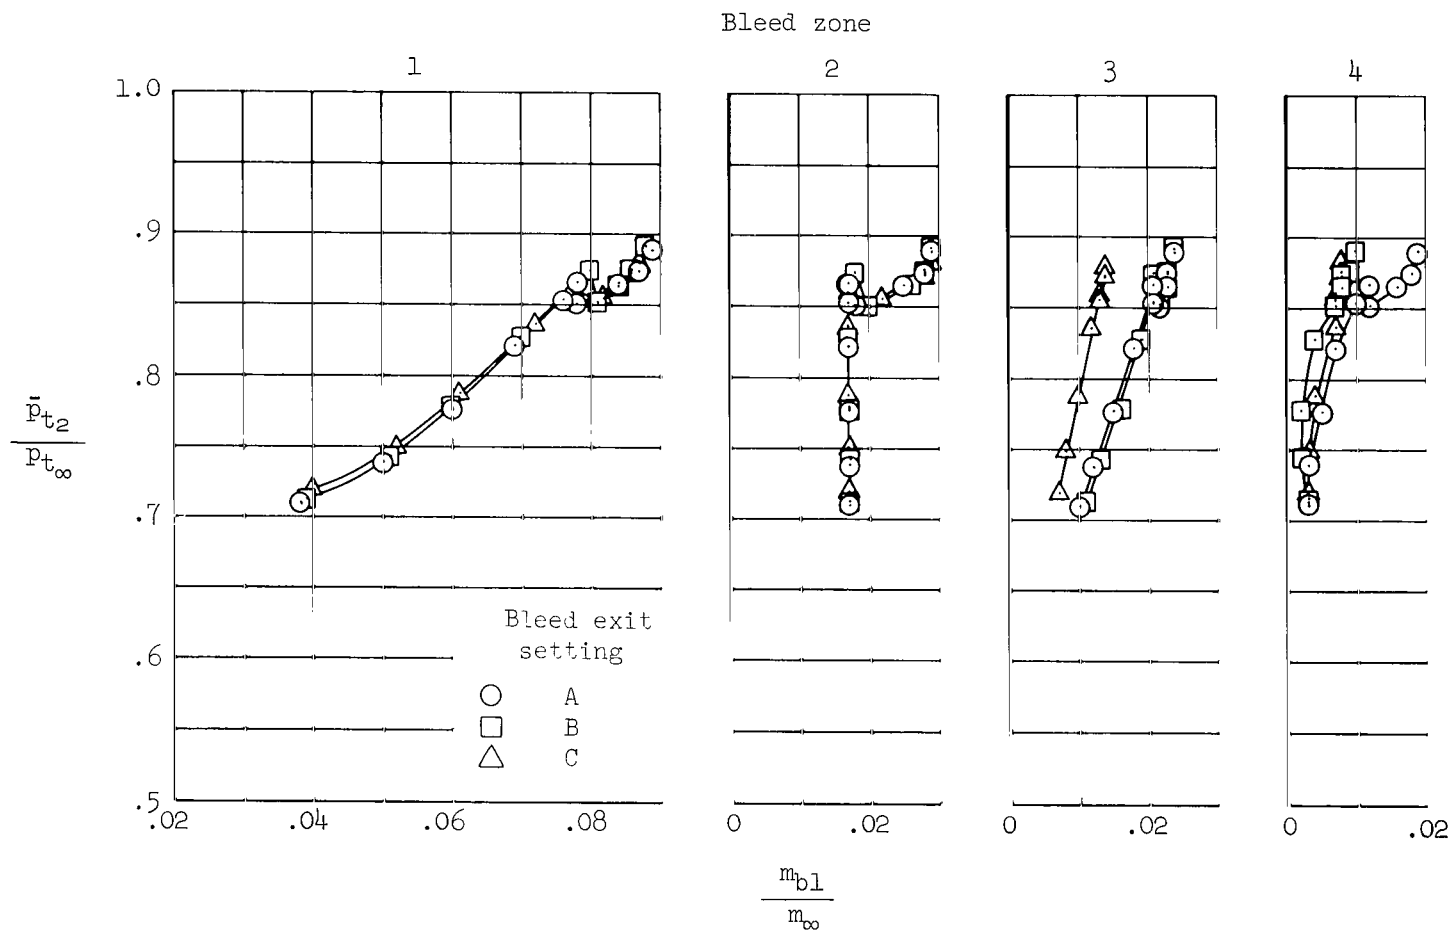 Bleed zone
1 2 3 4
1.0
.9
.8
.7
.6
.5
p̄t2
pt∞
Bleed exit
setting
A
B
C
.02 .04 .06 .08 0 .02 0 .02 0 .02
mbl
m∞